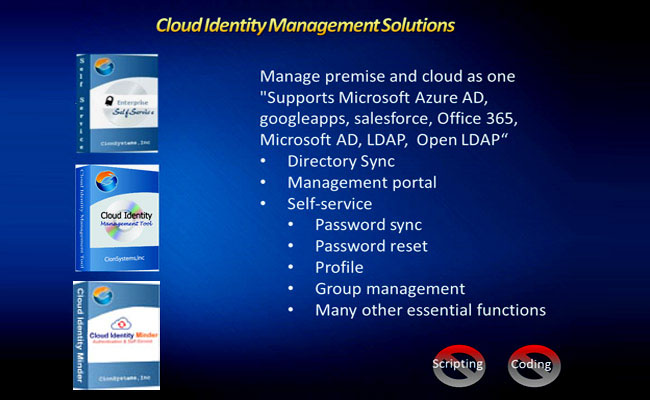 Cloud Identity Management Solutions
Self Service
Enterprise
Self Service
ClonSystems,Inc
Manage premise and cloud as one
"Supports Microsoft Azure AD,
googleapps, salesforce, Office 365,
Microsoft AD, LDAP, Open LDAP“
• Directory Sync
• Management portal
• Self-service
• Password sync
• Password reset
• Profile
• Group management
• Many other essential functions
Cloud Identity Management Tool
Cloud Identity
Management Tool
ClonSystems,Inc
Cloud Identity Minder
Cloud Identity Minder
Authentication & Self Service
ClonSystems, Inc
Scripting
Coding